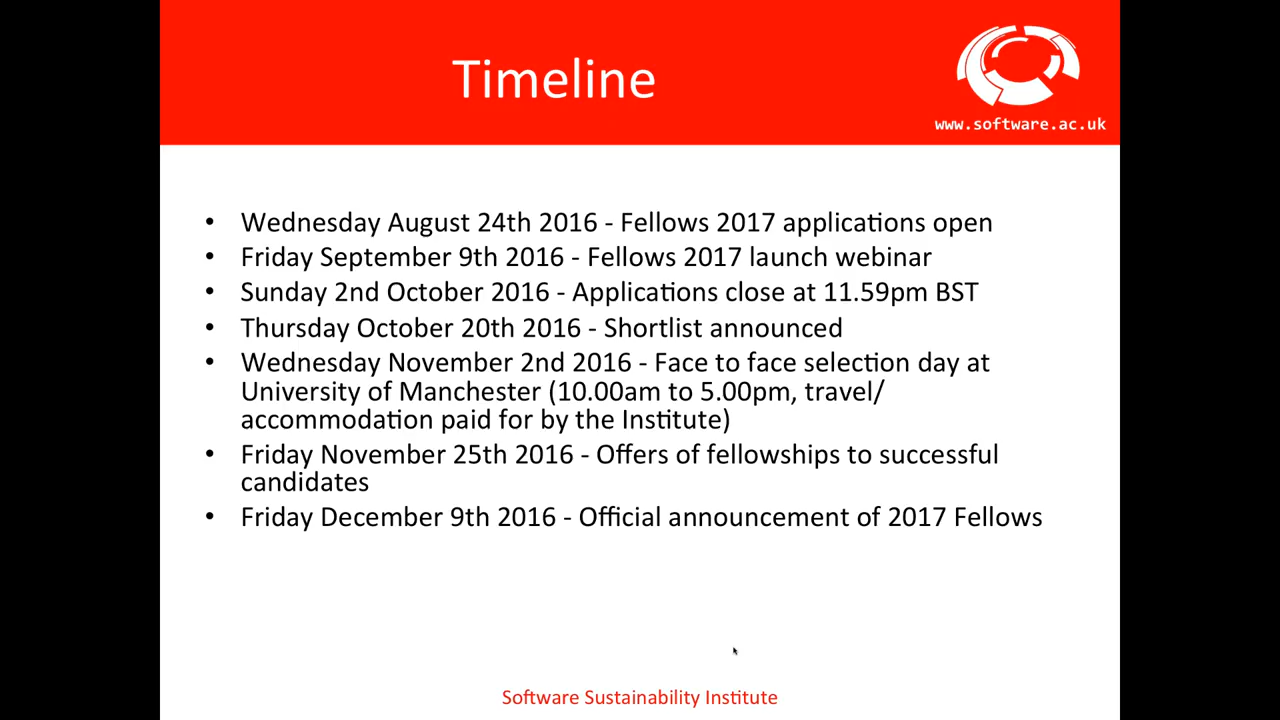 Timeline
www.software.ac.uk
• Wednesday August 24th 2016 - Fellows 2017 applications open
• Friday September 9th 2016 - Fellows 2017 launch webinar
• Sunday 2nd October 2016 - Applications close at 11.59pm BST
• Thursday October 20th 2016 - Shortlist announced
• Wednesday November 2nd 2016 - Face to face selection day at
University of Manchester (10.00am to 5.00pm, travel/
accommodation paid for by the Institute)
• Friday November 25th 2016 - Offers of fellowships to successful
candidates
• Friday December 9th 2016 - Official announcement of 2017 Fellows
Software Sustainability Institute